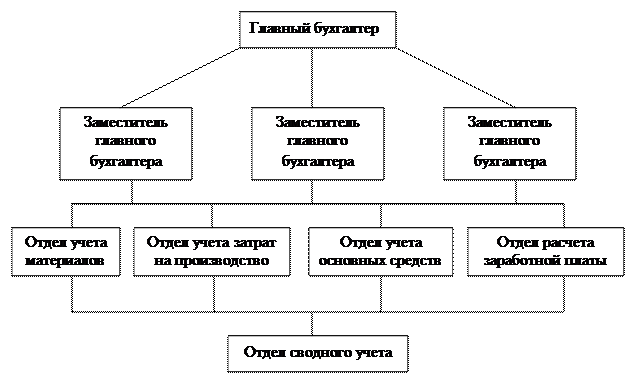 Главный бухгалтер
Заместитель
главного
бухгалтера
Заместитель
главного
бухгалтера
Заместитель
главного
бухгалтера
Отдел учета
материалов
Отдел учета затрат
на производство
Отдел учета
основных средств
Отдел расчета
заработной платы
Отдел сводного учета